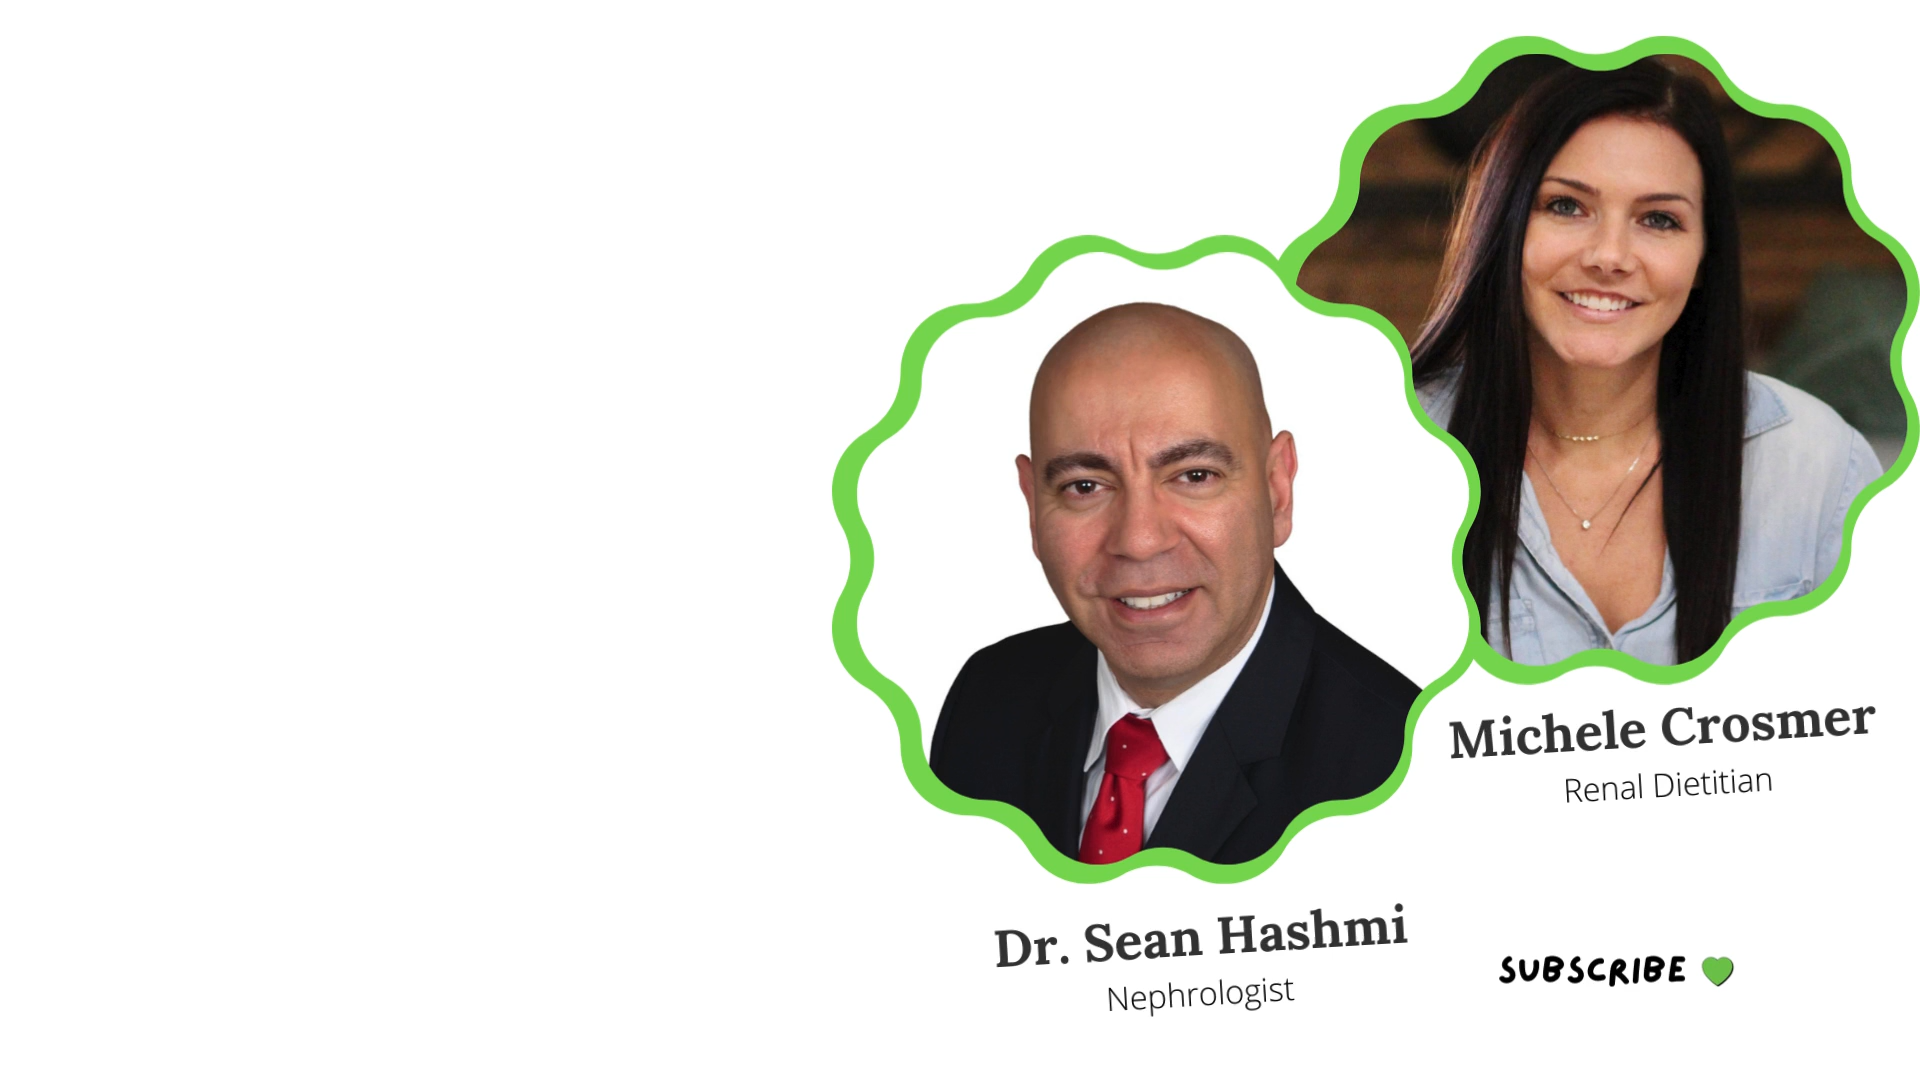 Michele Crosmer
Renal Dietitian
Dr. Sean Hashmi
Nephrologist
SUBSCRIBE